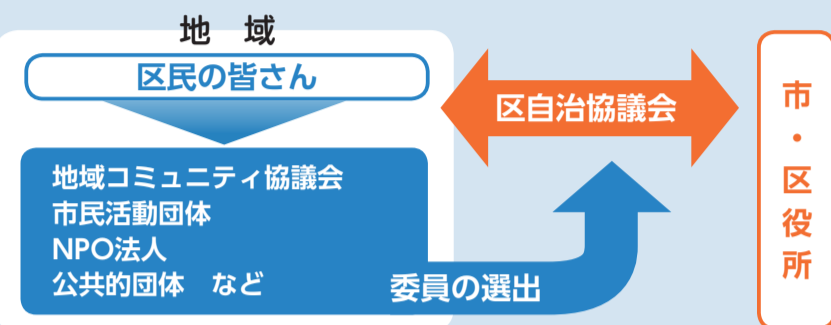 地 域
区民の皆さん
地域コミュニティ協議会
市民活動団体
NPO法人
公共的団体 など
委員の選出
区自治協議会
市・区役所